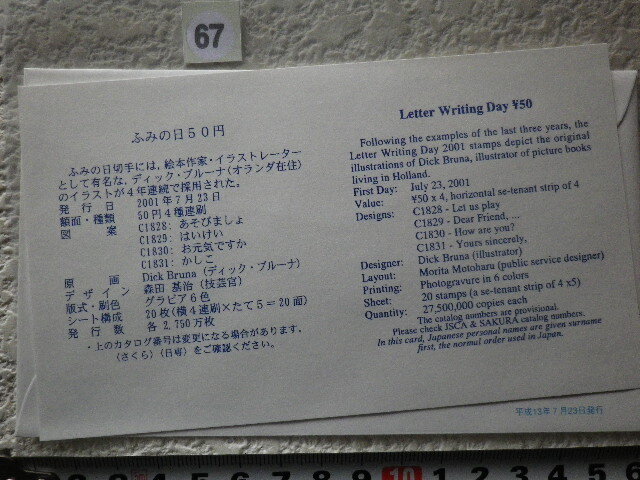 67
ふみの日50円
ふみの日切手には、絵本作家・イラストレーター
として有名な、ディック・ブルーナ(オランダ在住)
のイラストが4年連続で採用された。
発行日 2001年7月23日
額面・種類 50円4種連刷
図案 C1828: あそびましょ
C1829: はいけい
C1830: お元気ですか
C1831: かしこ
原画 Dick Bruna (ディック・ブルーナ)
デザイン 森田 基治(技芸官)
版式・刷色 グラビア6色
シート構成 20枚(横4連刷×たて5=20面)
発行数 各2,750万枚
・上のカタログ番号は変更になる場合があります。
(さくら)(日専)をご確認ください。
Letter Writing Day ¥50
Following the examples of the last three years, the
Letter Writing Day 2001 stamps depict the original
illustrations of Dick Bruna, illustrator of picture books
living in Holland.
First Day: July 23, 2001
Value: ¥50 x 4, horizontal se-tenant strip of 4
Designs: C1828 - Let us play
C1829 - Dear Friend, ...
C1830 - How are you?
C1831 - Yours sincerely,
Designer: Dick Bruna (illustrator)
Layout: Morita Motoharu (public service designer)
Printing: Photogravure in 6 colors
Sheet: 20 stamps (a se-tenant strip of 4 x5)
Quantity: 27,500,000 copies each
The catalog numbers are provisional.
Please check JSCA & SAKURA catalog numbers.
In this card, Japanese personal names are given surname
first, the normal order used in Japan.
平成13年7月23日発行
2 3 4 5 6 7 8 9 10 1 2 3 4 5 6